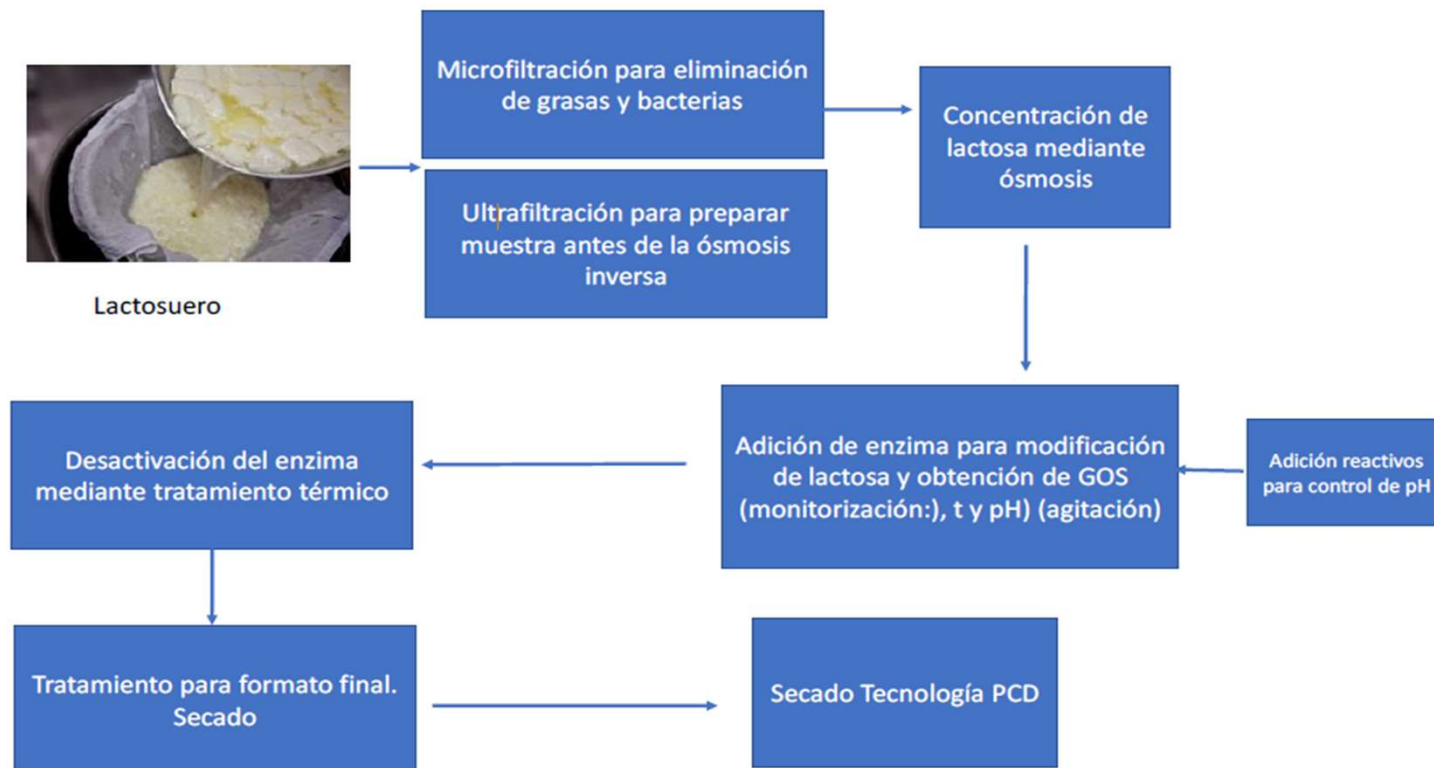 Microfiltración para eliminación
de grasas y bacterias
Concentración de
lactosa mediante
ósmosis
Ultrafiltración para preparar
muestra antes de la ósmosis
inversa
Lactosuero
Adición de enzima para modificación
de lactosa y obtención de GOS
(monitorización:), t y pH) (agitación)
Adición reactivos
para control de pH
Desactivación del enzima
mediante tratamiento térmico
Tratamiento para formato final.
Secado
Secado Tecnología PCD